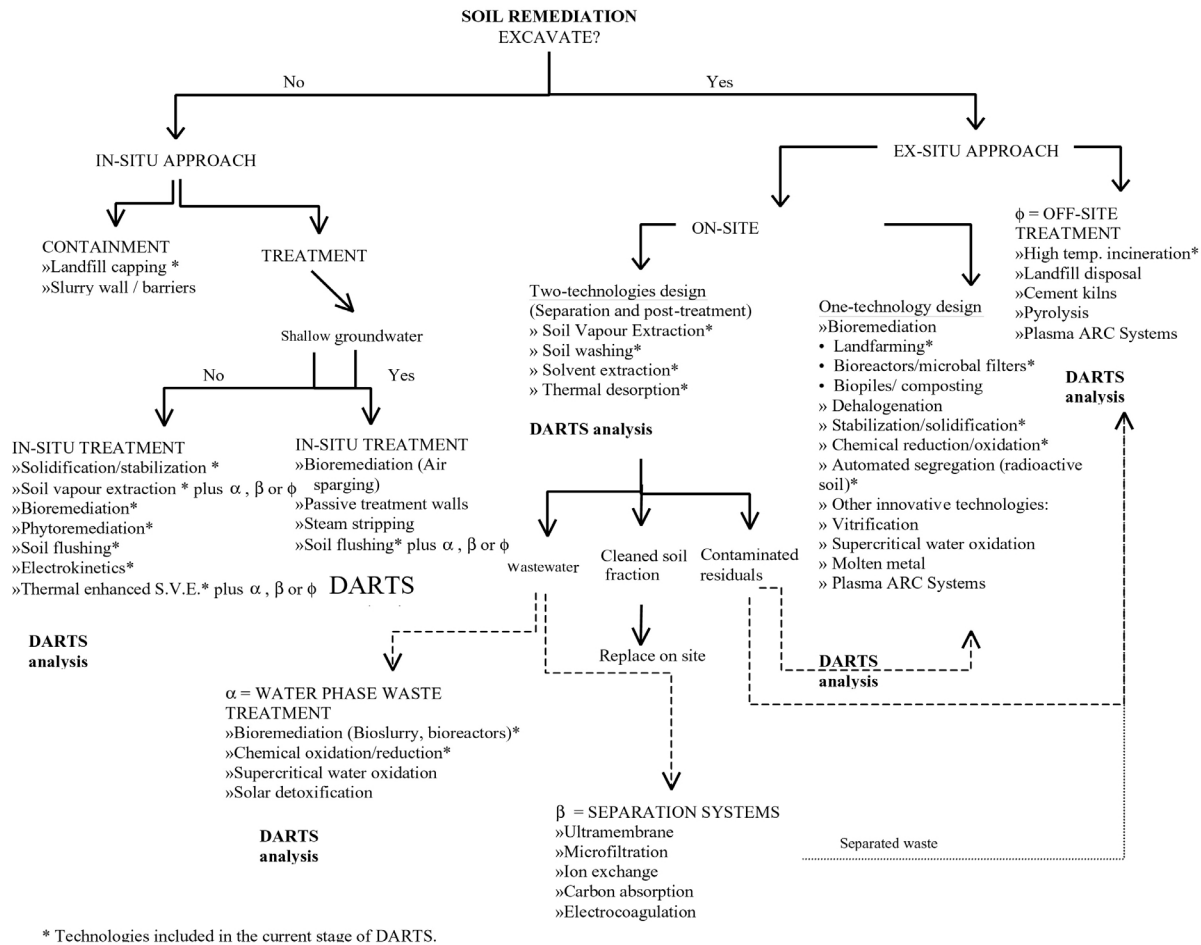 SOIL REMEDIATION
EXCAVATE?
No
Yes
IN-SITU APPROACH
EX-SITU APPROACH
CONTAINMENT
»Landfill capping *
»Slurry wall / barriers
TREATMENT
Shallow groundwater
No
Yes
IN-SITU TREATMENT
»Solidification/stabilization *
»Soil vapour extraction * plus α , β or ϕ
»Bioremediation*
»Phytoremediation*
»Soil flushing*
»Electrokinetics*
»Thermal enhanced S.V.E.* plus α , β or ϕ
DARTS
IN-SITU TREATMENT
»Bioremediation (Air
sparging)
»Passive treatment walls
»Steam stripping
»Soil flushing* plus α , β or ϕ
DARTS
analysis
ON-SITE
Two-technologies design
(Separation and post-treatment)
» Soil Vapour Extraction*
» Soil washing*
» Solvent extraction*
» Thermal desorption*
DARTS analysis
One-technology design
»Bioremediation
• Landfarming*
• Bioreactors/microbial filters*
• Biopiles/ composting
» Dehalogenation
» Stabilization/solidification*
» Chemical reduction/oxidation*
» Automated segregation (radioactive
soil)*
» Other innovative technologies:
» Vitrification
» Supercritical water oxidation
» Molten metal
» Plasma ARC Systems
ϕ = OFF-SITE
TREATMENT
»High temp. incineration*
»Landfill disposal
»Cement kilns
»Pyrolysis
»Plasma ARC Systems
DARTS
analysis
Wastewater
Cleaned soil
fraction
Contaminated
residuals
Replace on site
DARTS
analysis
α = WATER PHASE WASTE
TREATMENT
»Bioremediation (Bioslurry, bioreactors)*
»Chemical oxidation/reduction*
»Supercritical water oxidation
»Solar detoxification
DARTS
analysis
β = SEPARATION SYSTEMS
»Ultramembrane
»Microfiltration
»Ion exchange
»Carbon absorption
»Electrocoagulation
Separated waste
* Technologies included in the current stage of DARTS.